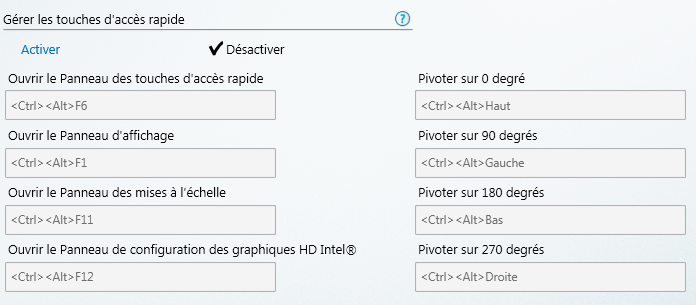 Gérer les touches d'accès rapide
?
Activer
Désactiver
Ouvrir le Panneau des touches d'accès rapide
<Ctrl><Alt>F6
Ouvrir le Panneau d'affichage
<Ctrl><Alt>F1
Ouvrir le Panneau des mises à l'échelle
<Ctrl><Alt>F11
Ouvrir le Panneau de configuration des graphiques HD Intel®
<Ctrl><Alt>F12
Pivoter sur 0 degré
<Ctrl><Alt>Haut
Pivoter sur 90 degrés
<Ctrl><Alt>Gauche
Pivoter sur 180 degrés
<Ctrl><Alt>Bas
Pivoter sur 270 degrés
<Ctrl><Alt>Droite